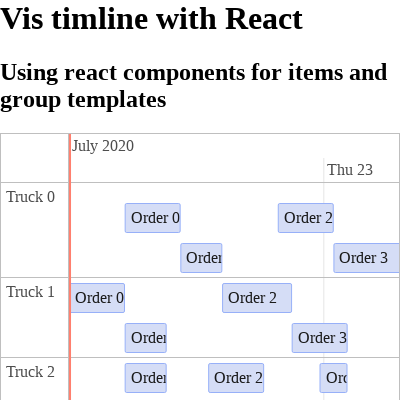 Vis timline with React
Using react components for items and
group templates
July 2020
Thu 23
Truck 0
Order 0
Order 2
Order
Order 3
Truck 1
Order 0
Order 2
Order
Order 3
Truck 2
Order
Order 2